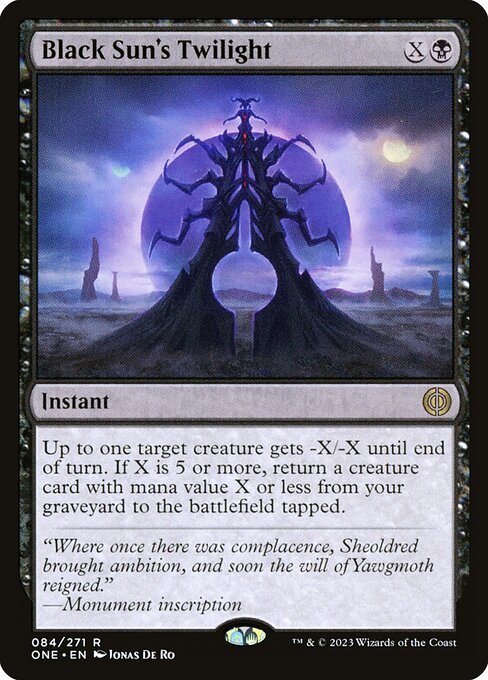 Black Sun's Twilight X
Instant
Up to one target creature gets -X/-X until end
of turn. If X is 5 or more, return a creature
card with mana value X or less from your
graveyard to the battlefield tapped.
“Where once there was complacence, Sheoldred
brought ambition, and soon the will of Yawgmoth
reigned.”
—Monument inscription
084/271 R
ONE • EN Jonas De Ro
™ & © 2023 Wizards of the Coast